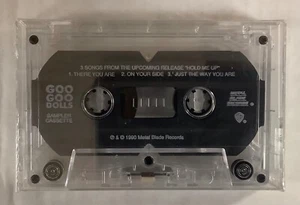 3 SONGS FROM THE UPCOMING RELEASE "HOLD ME UP"
1. THERE YOU ARE 2. ON YOUR SIDE 3. JUST THE WAY YOU ARE
GOO
GOO
DOLLS
SAMPLER
CASSETTE
℗ & © 1990 Metal Blade Records